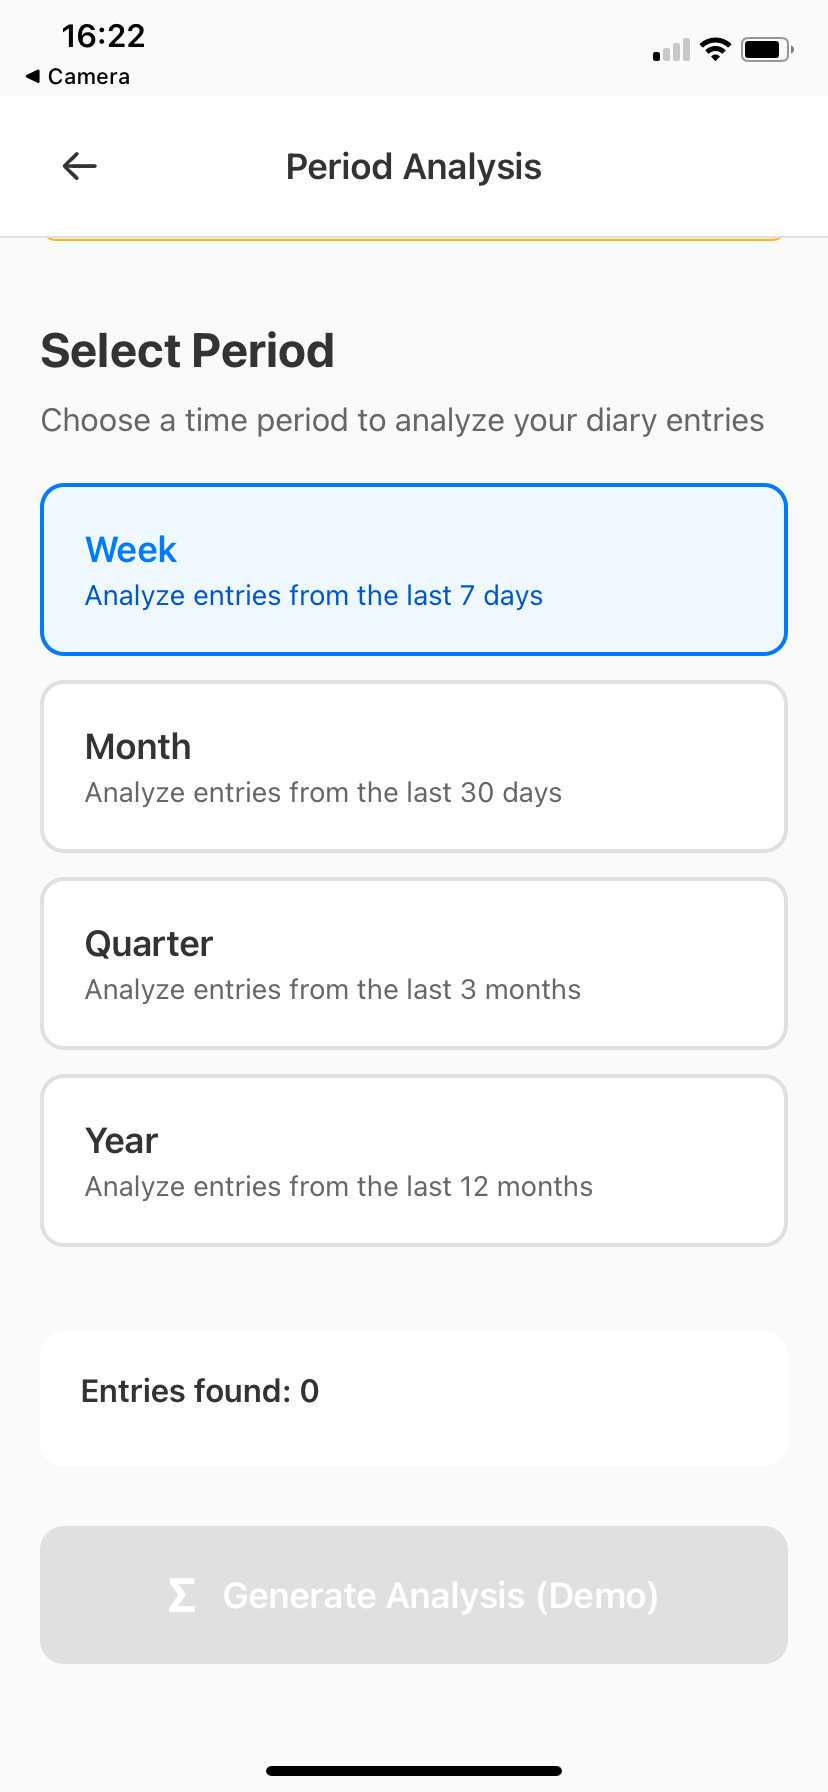 16:22
◀ Camera
Period Analysis
Select Period
Choose a time period to analyze your diary entries
Week
Analyze entries from the last 7 days
Month
Analyze entries from the last 30 days
Quarter
Analyze entries from the last 3 months
Year
Analyze entries from the last 12 months
Entries found: 0
Σ Generate Analysis (Demo)